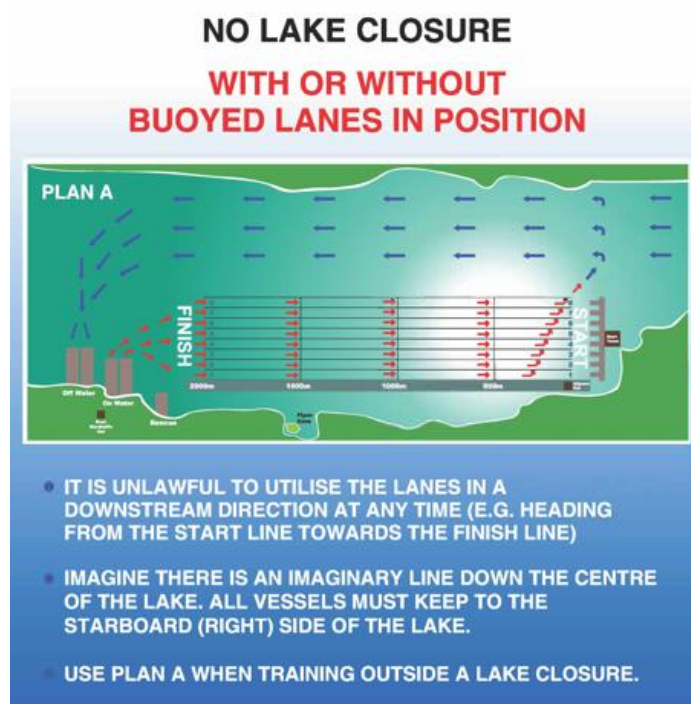 NO LAKE CLOSURE
WITH OR WITHOUT
BUOYED LANES IN POSITION
PLAN A
FINISH
START
2000m
1500m
1000m
Off Water
On Water
Rescue
IT IS UNLAWFUL TO UTILISE THE LANES IN A
DOWNSTREAM DIRECTION AT ANY TIME (E.G. HEADING
FROM THE START LINE TOWARDS THE FINISH LINE)
IMAGINE THERE IS AN IMAGINARY LINE DOWN THE CENTRE
OF THE LAKE. ALL VESSELS MUST KEEP TO THE
STARBOARD (RIGHT) SIDE OF THE LAKE.
USE PLAN A WHEN TRAINING OUTSIDE A LAKE CLOSURE.